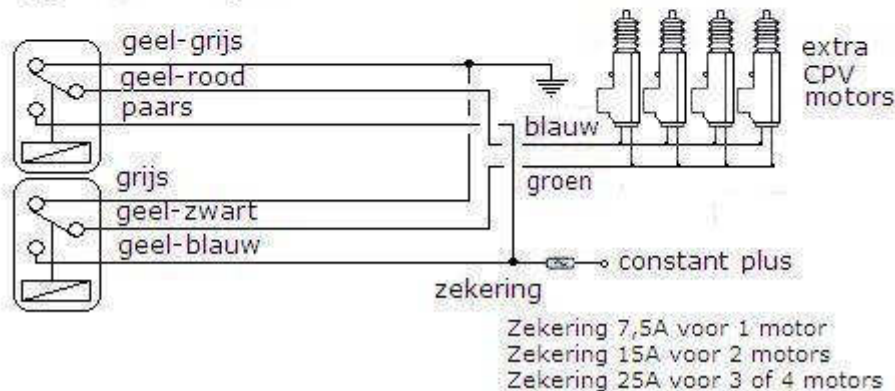 geel-grijs
geel-rood
paars
extra
CPV
motors
blauw
groen
grijs
geel-zwart
geel-blauw
constant plus
zekering
Zekering 7,5A voor 1 motor
Zekering 15A voor 2 motors
Zekering 25A voor 3 of 4 motors